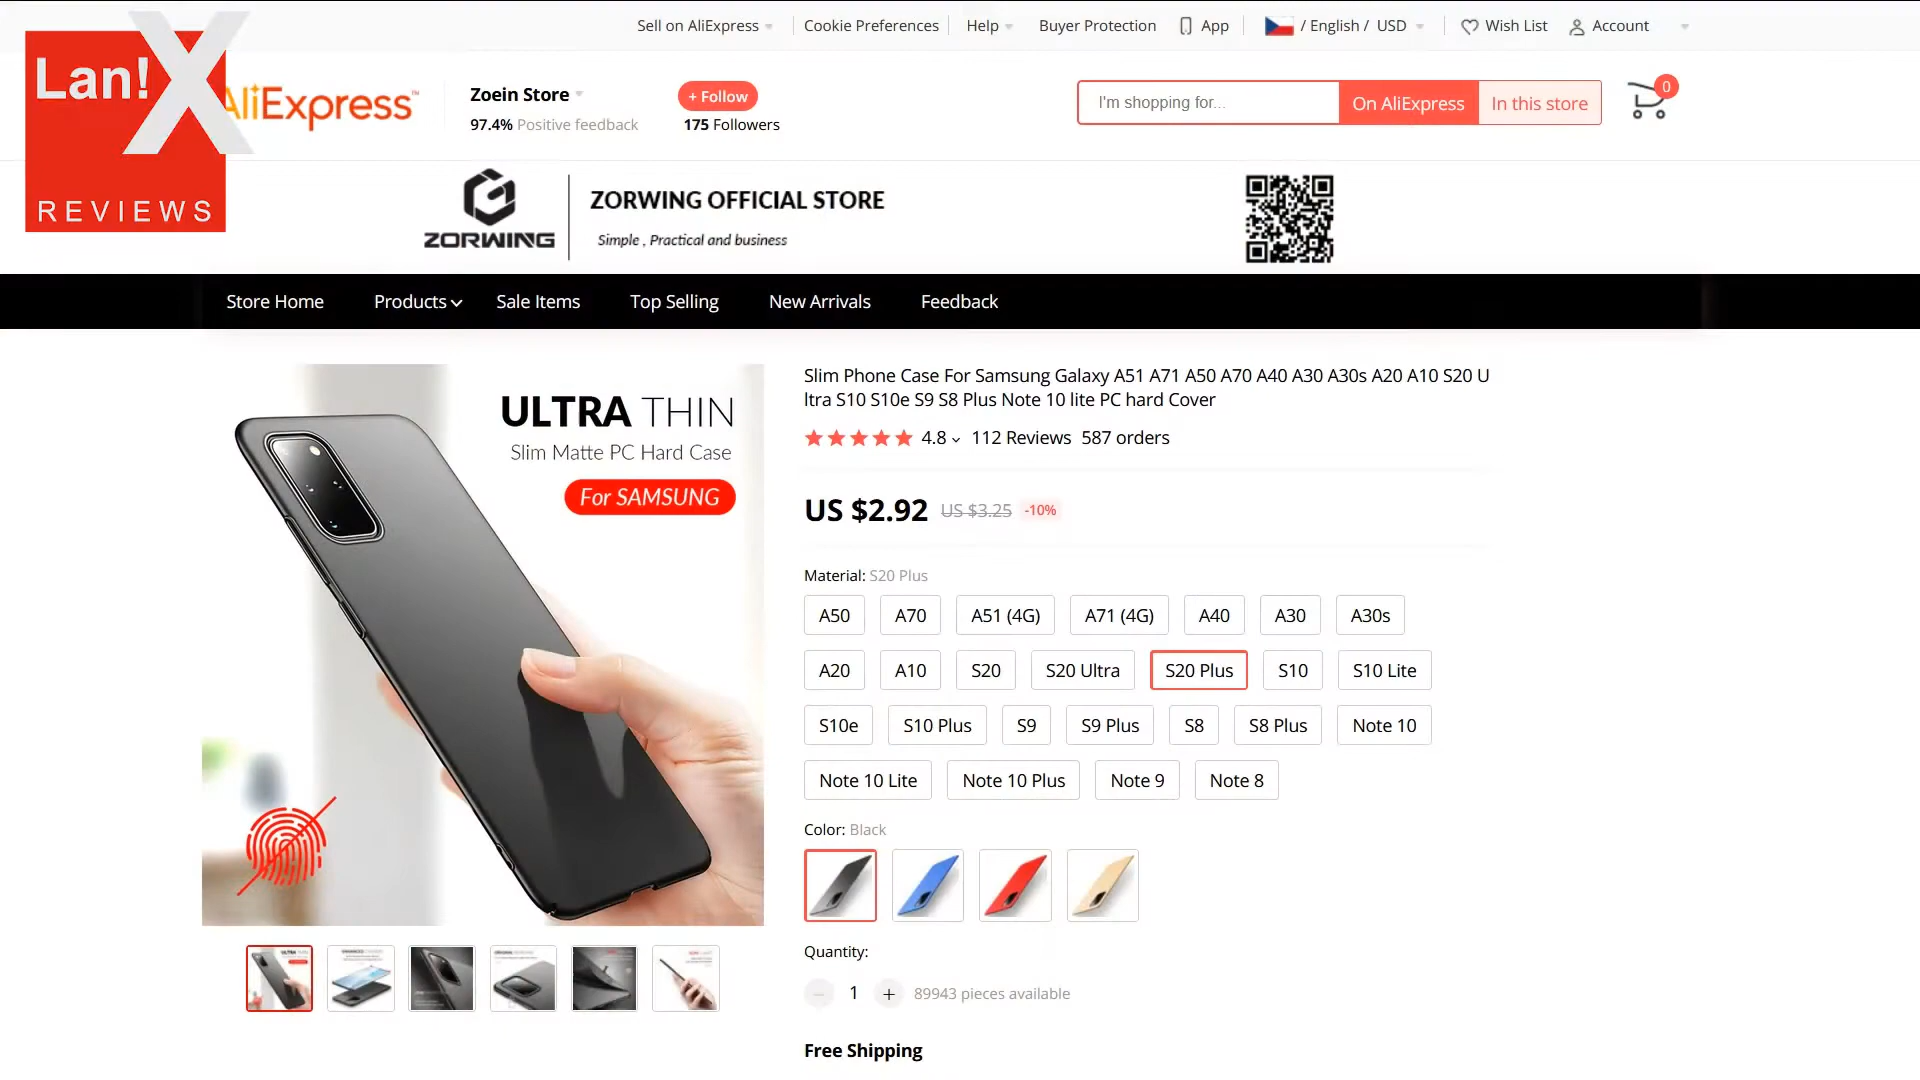 Sell on AliExpress
Cookie Preferences
Help
Buyer Protection
App
/ English / USD
Wish List
Account
Lan!X
REVIEWS
AliExpress™
Zoein Store
97.4% Positive feedback
+ Follow
175 Followers
I'm shopping for...
On AliExpress
In this store
0
ZORWING
ZORWING OFFICIAL STORE
Simple , Practical and business
Store Home
Products
Sale Items
Top Selling
New Arrivals
Feedback
ULTRA THIN
Slim Matte PC Hard Case
For SAMSUNG
Slim Phone Case For Samsung Galaxy A51 A71 A50 A70 A40 A30 A30s A20 A10 S20 U
ltra S10 S10e S9 S8 Plus Note 10 lite PC hard Cover
4.8 112 Reviews 587 orders
US $2.92 US $3.25 -10%
Material: S20 Plus
A50 A70 A51 (4G) A71 (4G) A40 A30 A30s
A20 A10 S20 S20 Ultra S20 Plus S10 S10 Lite
S10e S10 Plus S9 S9 Plus S8 S8 Plus Note 10
Note 10 Lite Note 10 Plus Note 9 Note 8
Color: Black
Quantity:
1 + 89943 pieces available
Free Shipping